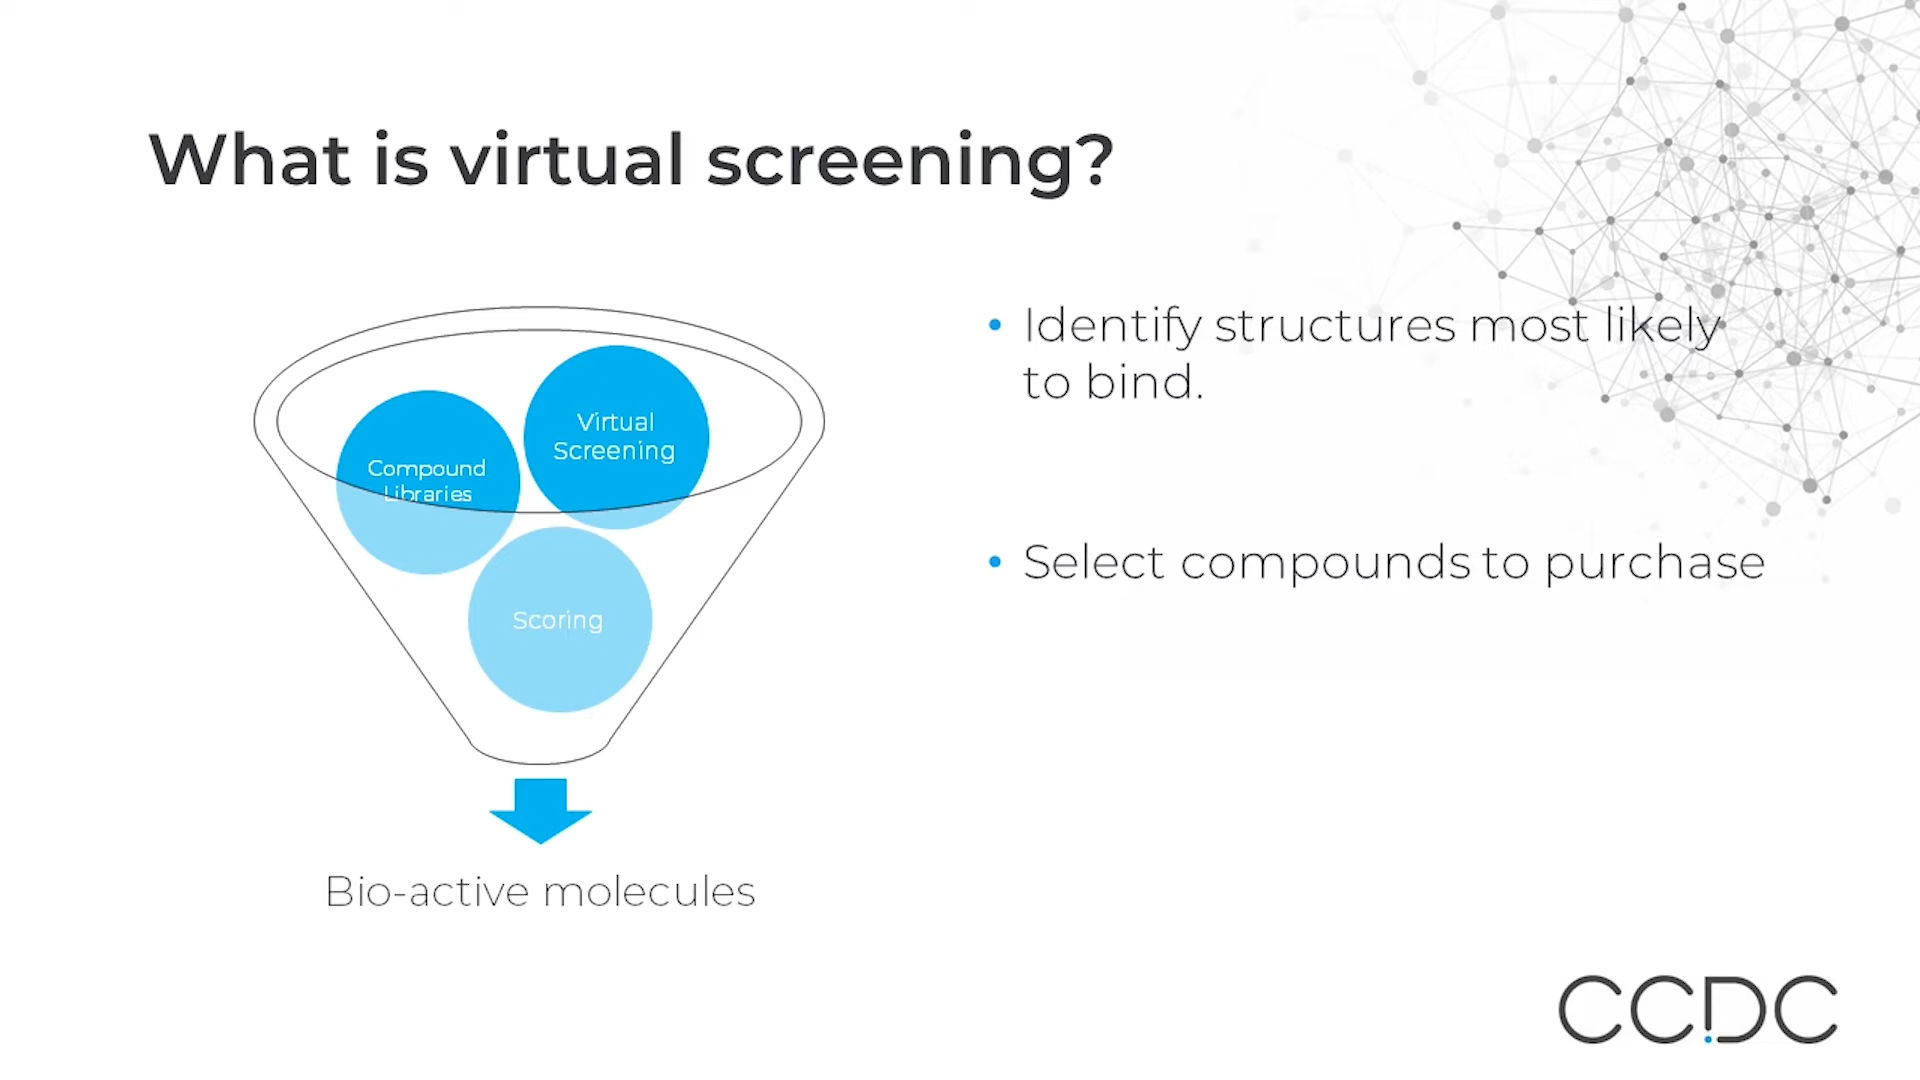 What is virtual screening?
Virtual
Screening
Compound
Libraries
Scoring
Bio-active molecules
• Identify structures most likely
to bind.
• Select compounds to purchase
CCDC